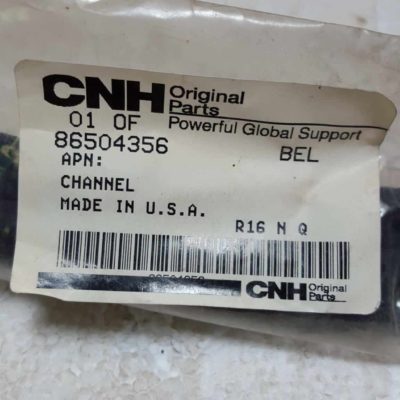 CNH Original Parts
Powerful Global Support
01 OF
86504356 BEL
APN:
CHANNEL
MADE IN U.S.A.
R16 N Q
CNH Original Parts